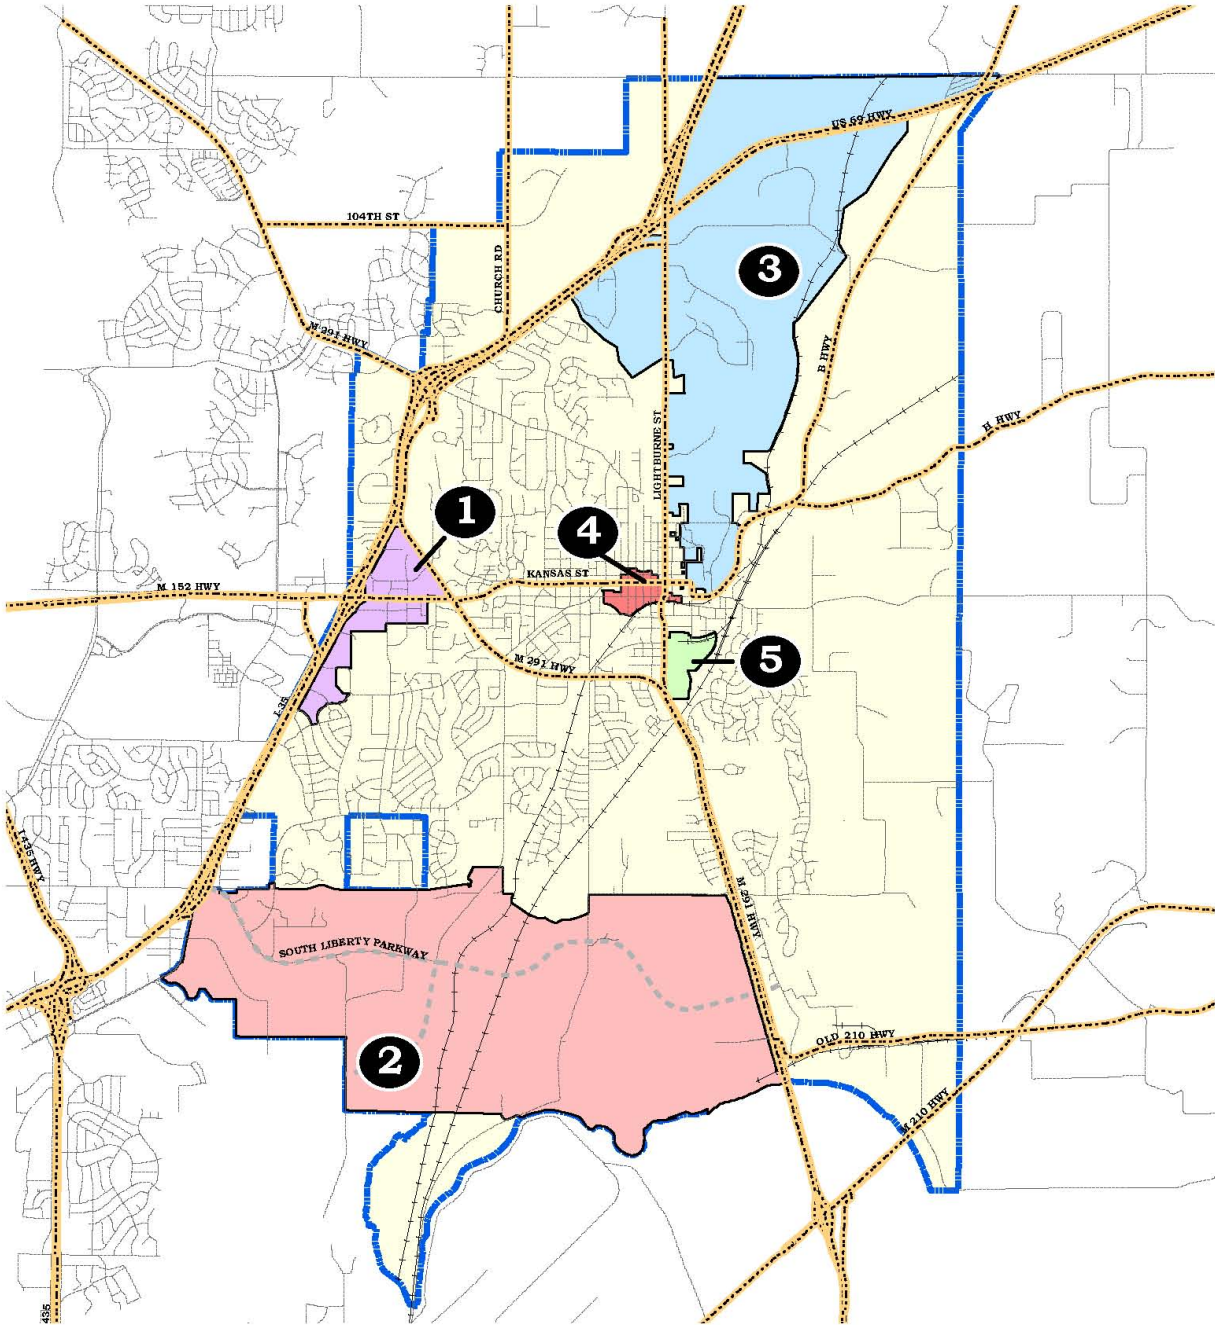 US 69 HWY
104TH ST
CHURCH RD
3
M 291 HWY
B HWY
H HWY
LIGHTBURNE ST
1
4
KANSAS ST
M 152 HWY
5
M 291 HWY
I-35
I-435 HWY
M 291 HWY
SOUTH LIBERTY PARKWAY
OLD 210 HWY
2
M 210 HWY
435